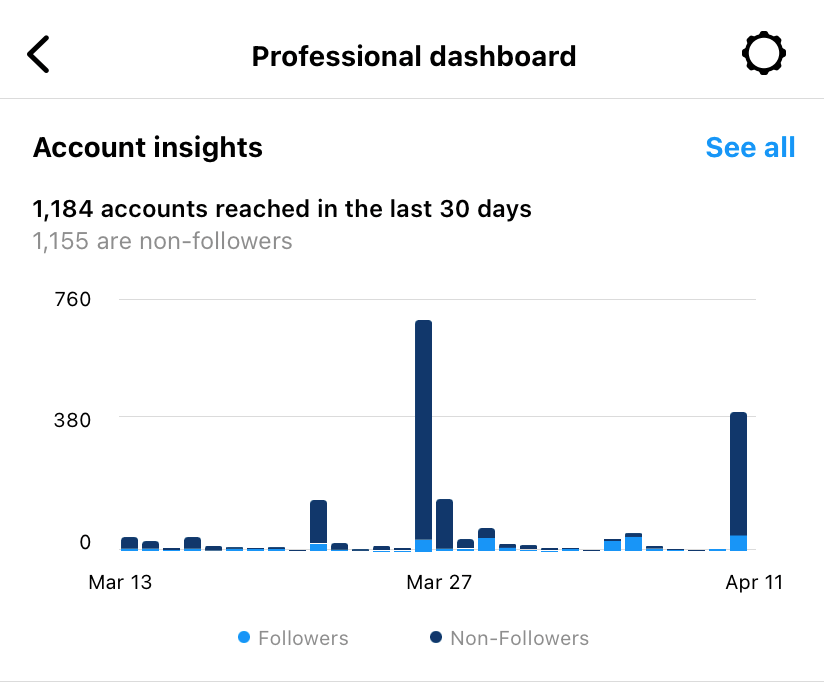 Professional dashboard
Account insights
See all
1,184 accounts reached in the last 30 days
1,155 are non-followers
760
380
0
Mar 13
Mar 27
Apr 11
Followers
Non-Followers